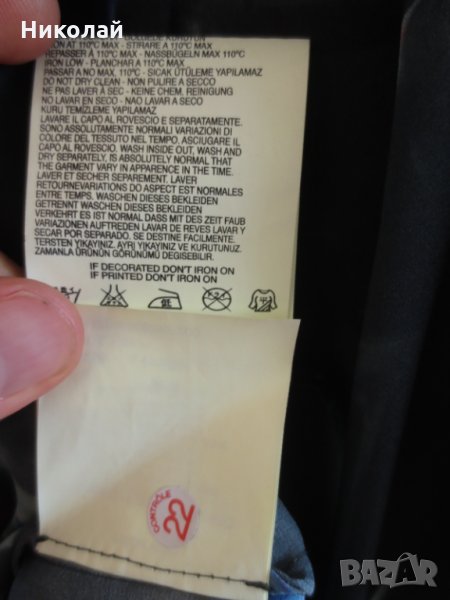 Николай
IRON AT 110°C MAX - STIRARE A 110°C MAX
REPASSER A 110°C MAX - NASSBÜGELN MAX 110°C
IRON LOW - PLANCHAR A 110°C MAX
PASSAR A NO MAX, 110°C - SICAK ÜTÜLEME YAPILAMAZ
DO NOT DRY CLEAN - NON PULIRE A SECCO
NE PAS LAVER À SEC - KEINE CHEM, REINIGUNG
NO LAVAR EN SECO - NAO LAVAR A SECO
KURU TEMİZLEME YAPILAMAZ
LAVARE IL CAPO AL ROVESCIO E SEPARATAMENTE.
SONO ASSOLUTAMENTE NORMALI VARIAZIONI DI
COLORE DEL TESSUTO NEL TEMPO, ASCIUGARE IL
CAPO AL ROVESCIO. WASH INSIDE OUT, WASH AND
DRY SEPARATELY, IS ABSOLUTELY NORMAL THAT
THE GARMENT VARY IN APPARENCE IN THE TIME.
LAVER ET SECHER SEPAREMENT. LAVER
RETOURNEVARIATIONS DO ASPECT EST NORMALES
ENTRE TEMPS, WASCHEN DIESES BEKLEIDEN
GETRENNT WASCHEN DIESES BEKLEIDEN
VERKEHRT ES IST NORMAL DASS MIT DES ZEIT FAUB
VARIATIONEN AUFTREDEN LAVAR DE REVES LAVAR Y
SECAR POR SEPARADO. SE DESTINE FACILMENTE.
TERSTEN YIKAYINIZ. AYRI YIKAYINIZ VE KURUTUNUZ.
ZAMANLA ÜRÜNÜN GÖRÜNÜMÜ DEGISEBILIR.
IF DECORATED DON'T IRON ON
IF PRINTED DON'T IRON ON
CONTRÔLE
22
BAZAR.bg